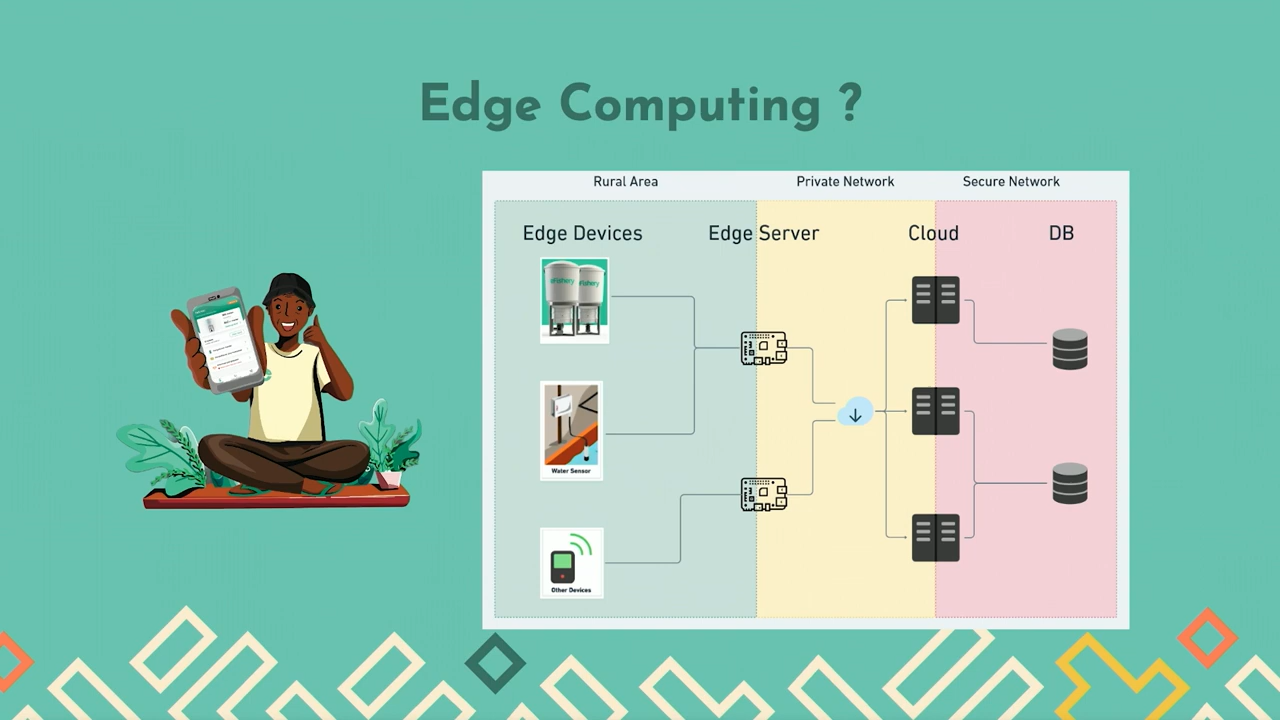 Edge Computing ?
Rural Area
Private Network
Secure Network
Edge Devices
Edge Server
Cloud
DB
eFishery
eFishery
Water Sensor
Other Devices